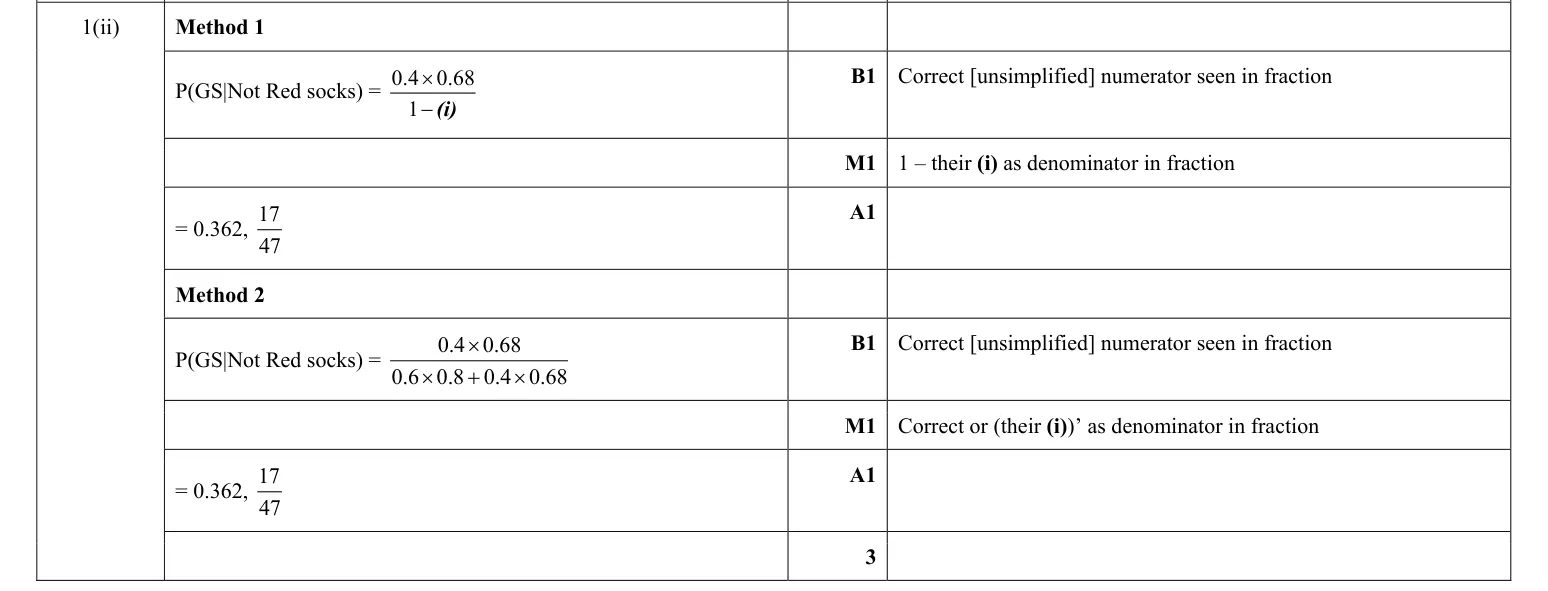 1(ii) Method 1
P(GS|Not Red socks) = (0.4×0.68)/(1−(i)) B1 Correct [unsimplified] numerator seen in fraction
M1 1 – their (i) as denominator in fraction
= 0.362, 17/47 A1
Method 2
P(GS|Not Red socks) = (0.4×0.68)/(0.6×0.8+0.4×0.68) B1 Correct [unsimplified] numerator seen in fraction
M1 Correct or (their (i))’ as denominator in fraction
= 0.362, 17/47 A1
3